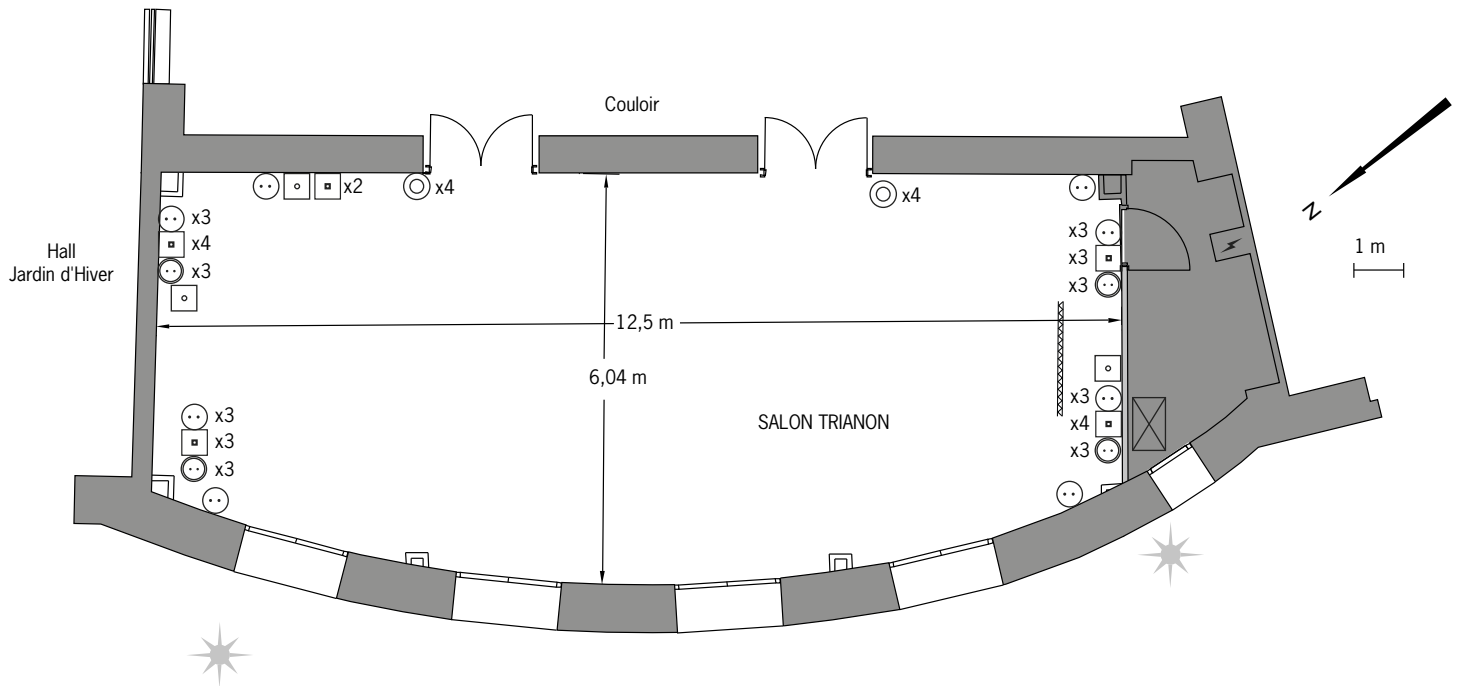 Couloir
x2
x4
x4
x3
x4
x3
Hall
Jardin d'Hiver
x3
x3
x3
N
1 m
12,5 m
6,04 m
SALON TRIANON
x3
x4
x3
x3
x3
x3